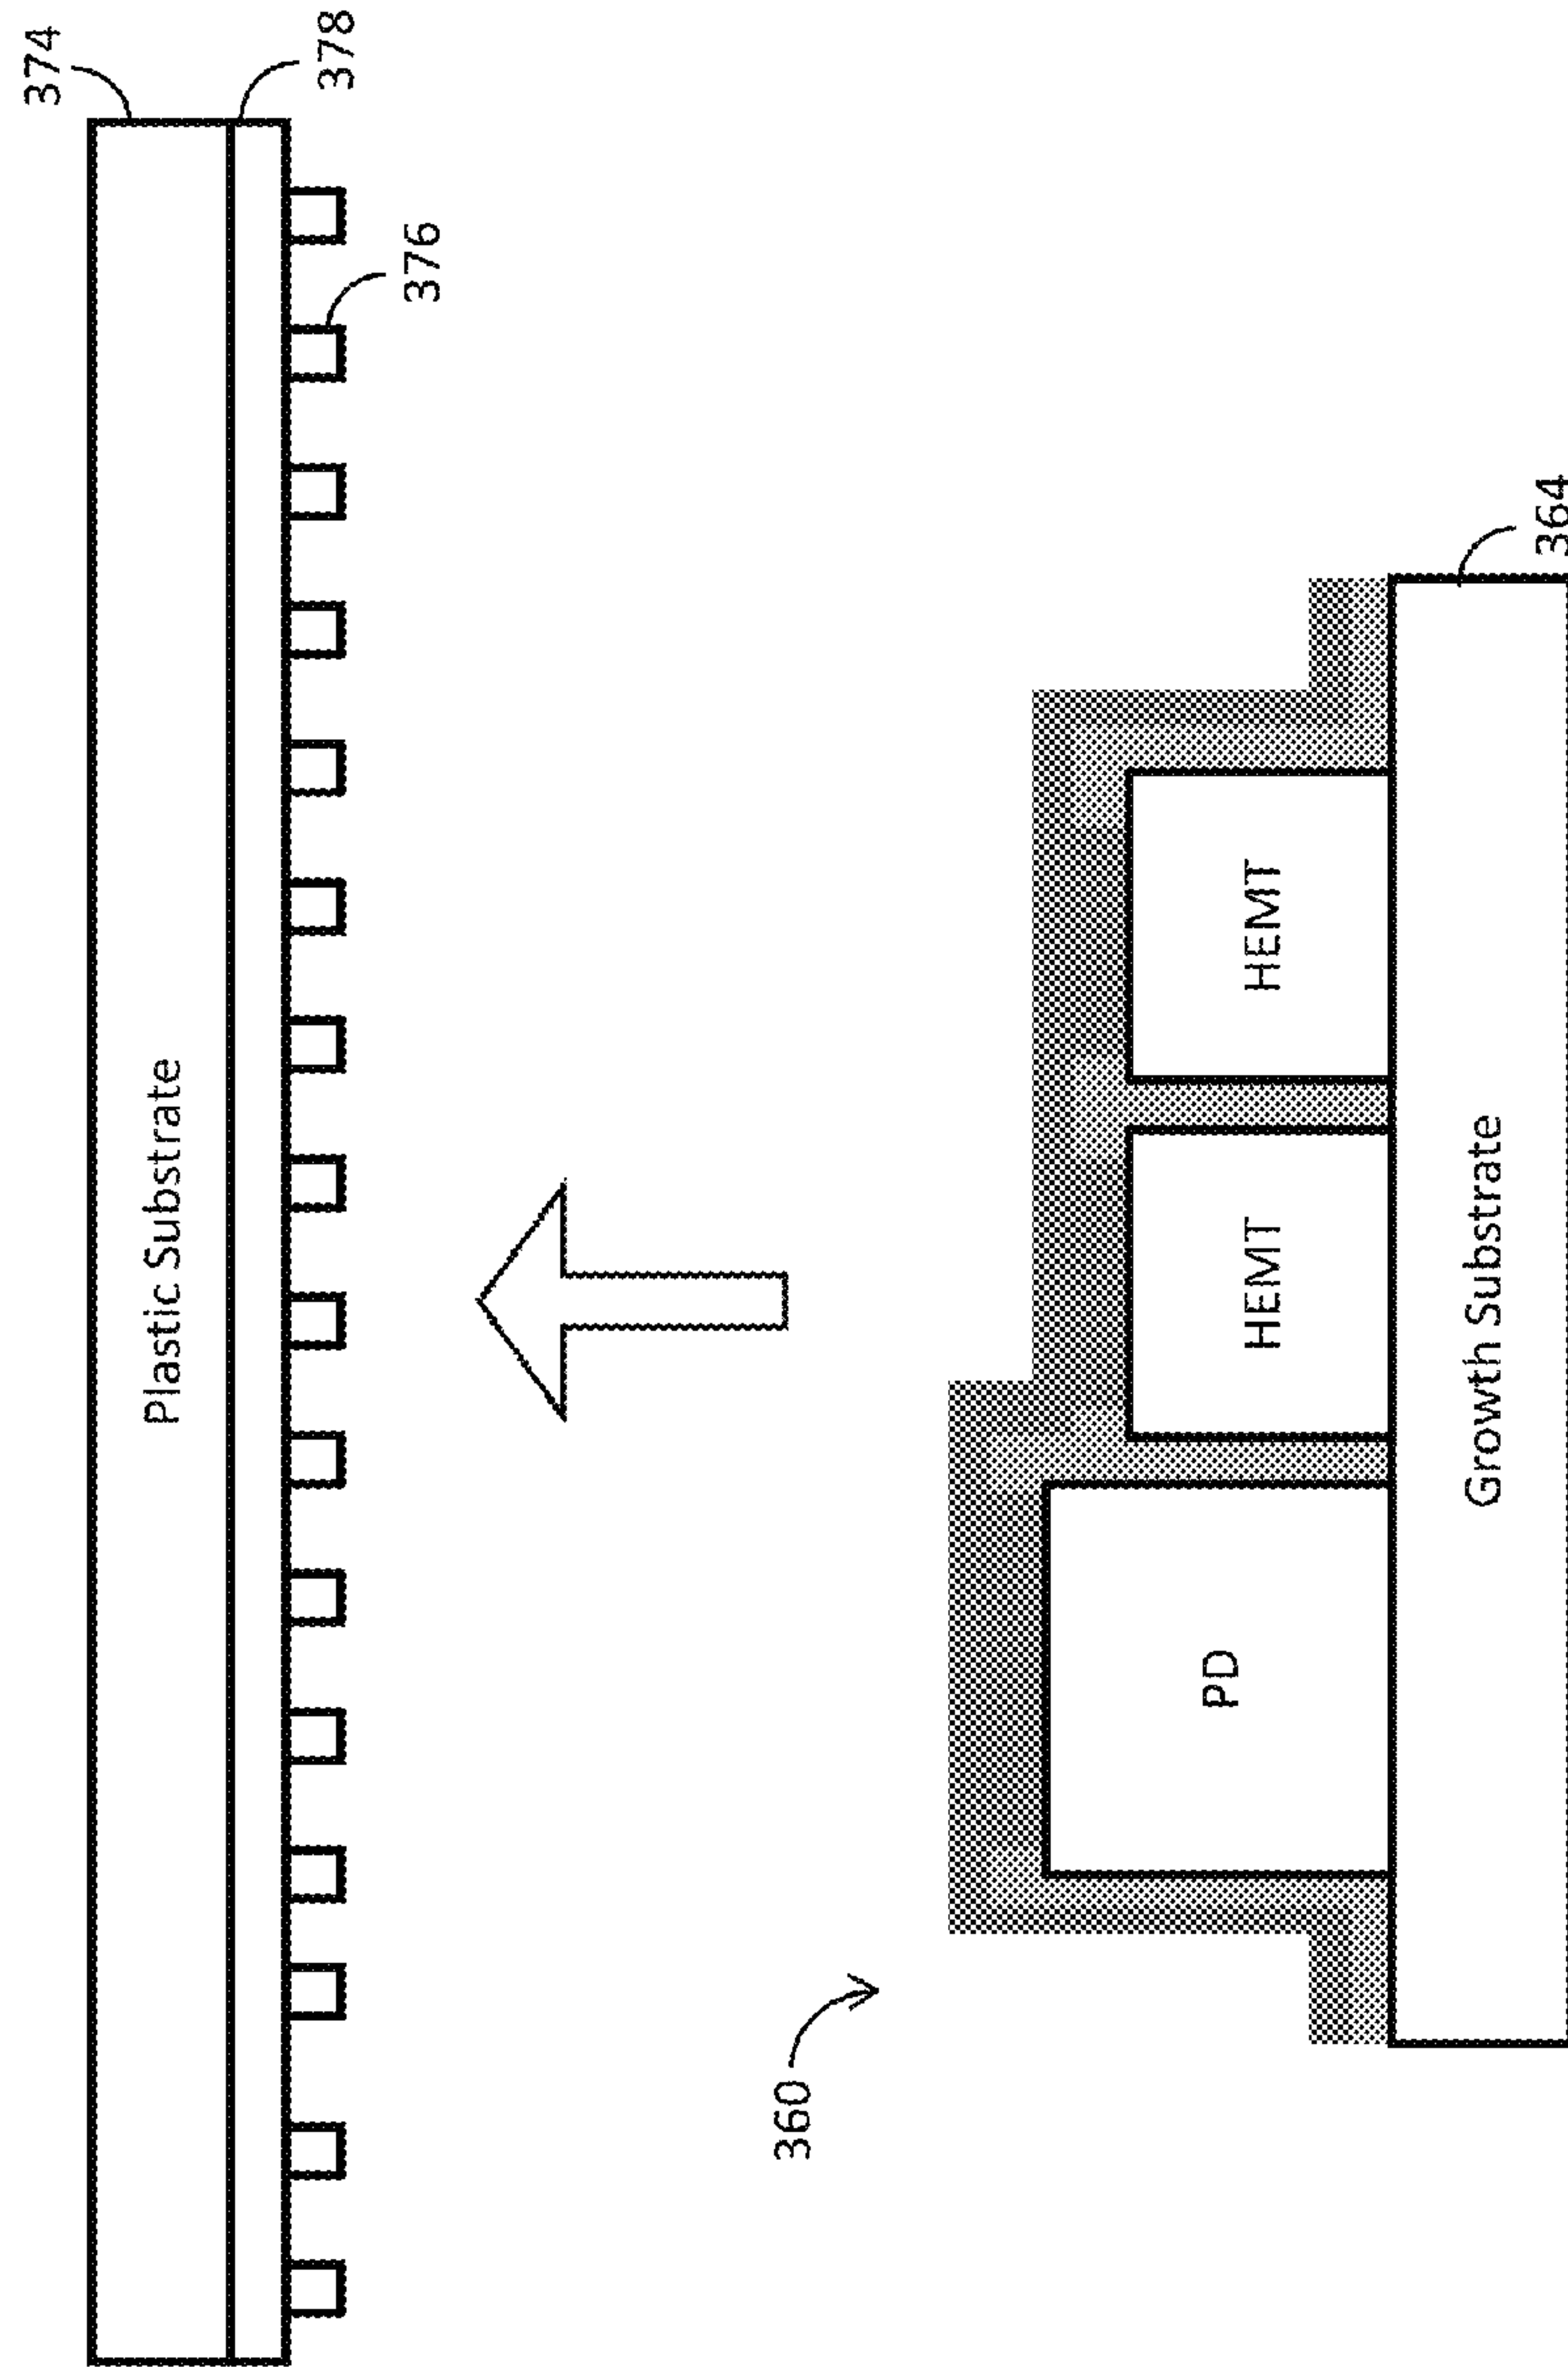 374
378
Plastic Substrate
376
360
PD
HEMT
HEMT
364
Growth Substrate